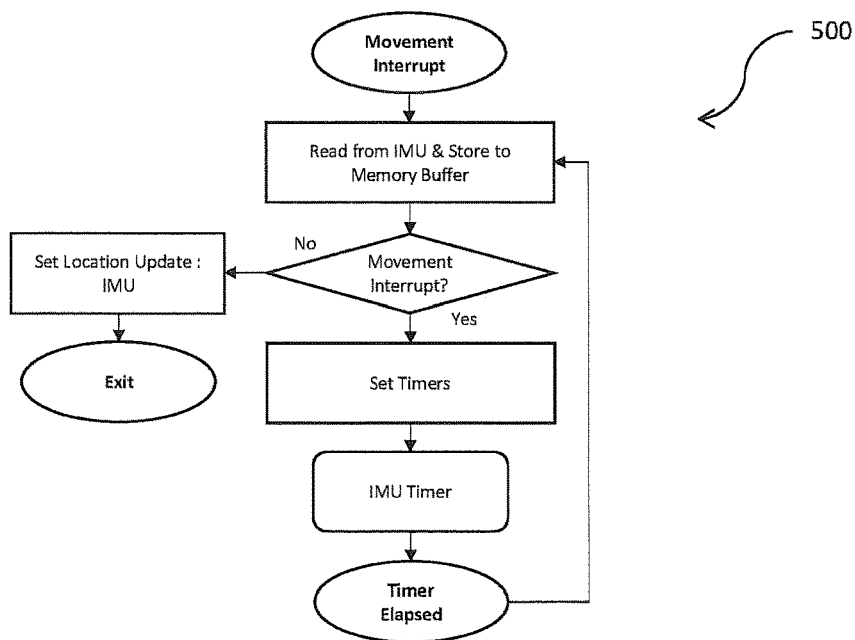 Movement
Interrupt
500
Read from IMU & Store to
Memory Buffer
No
Set Location Update :
IMU
Movement
Interrupt?
Yes
Exit
Set Timers
IMU Timer
Timer
Elapsed